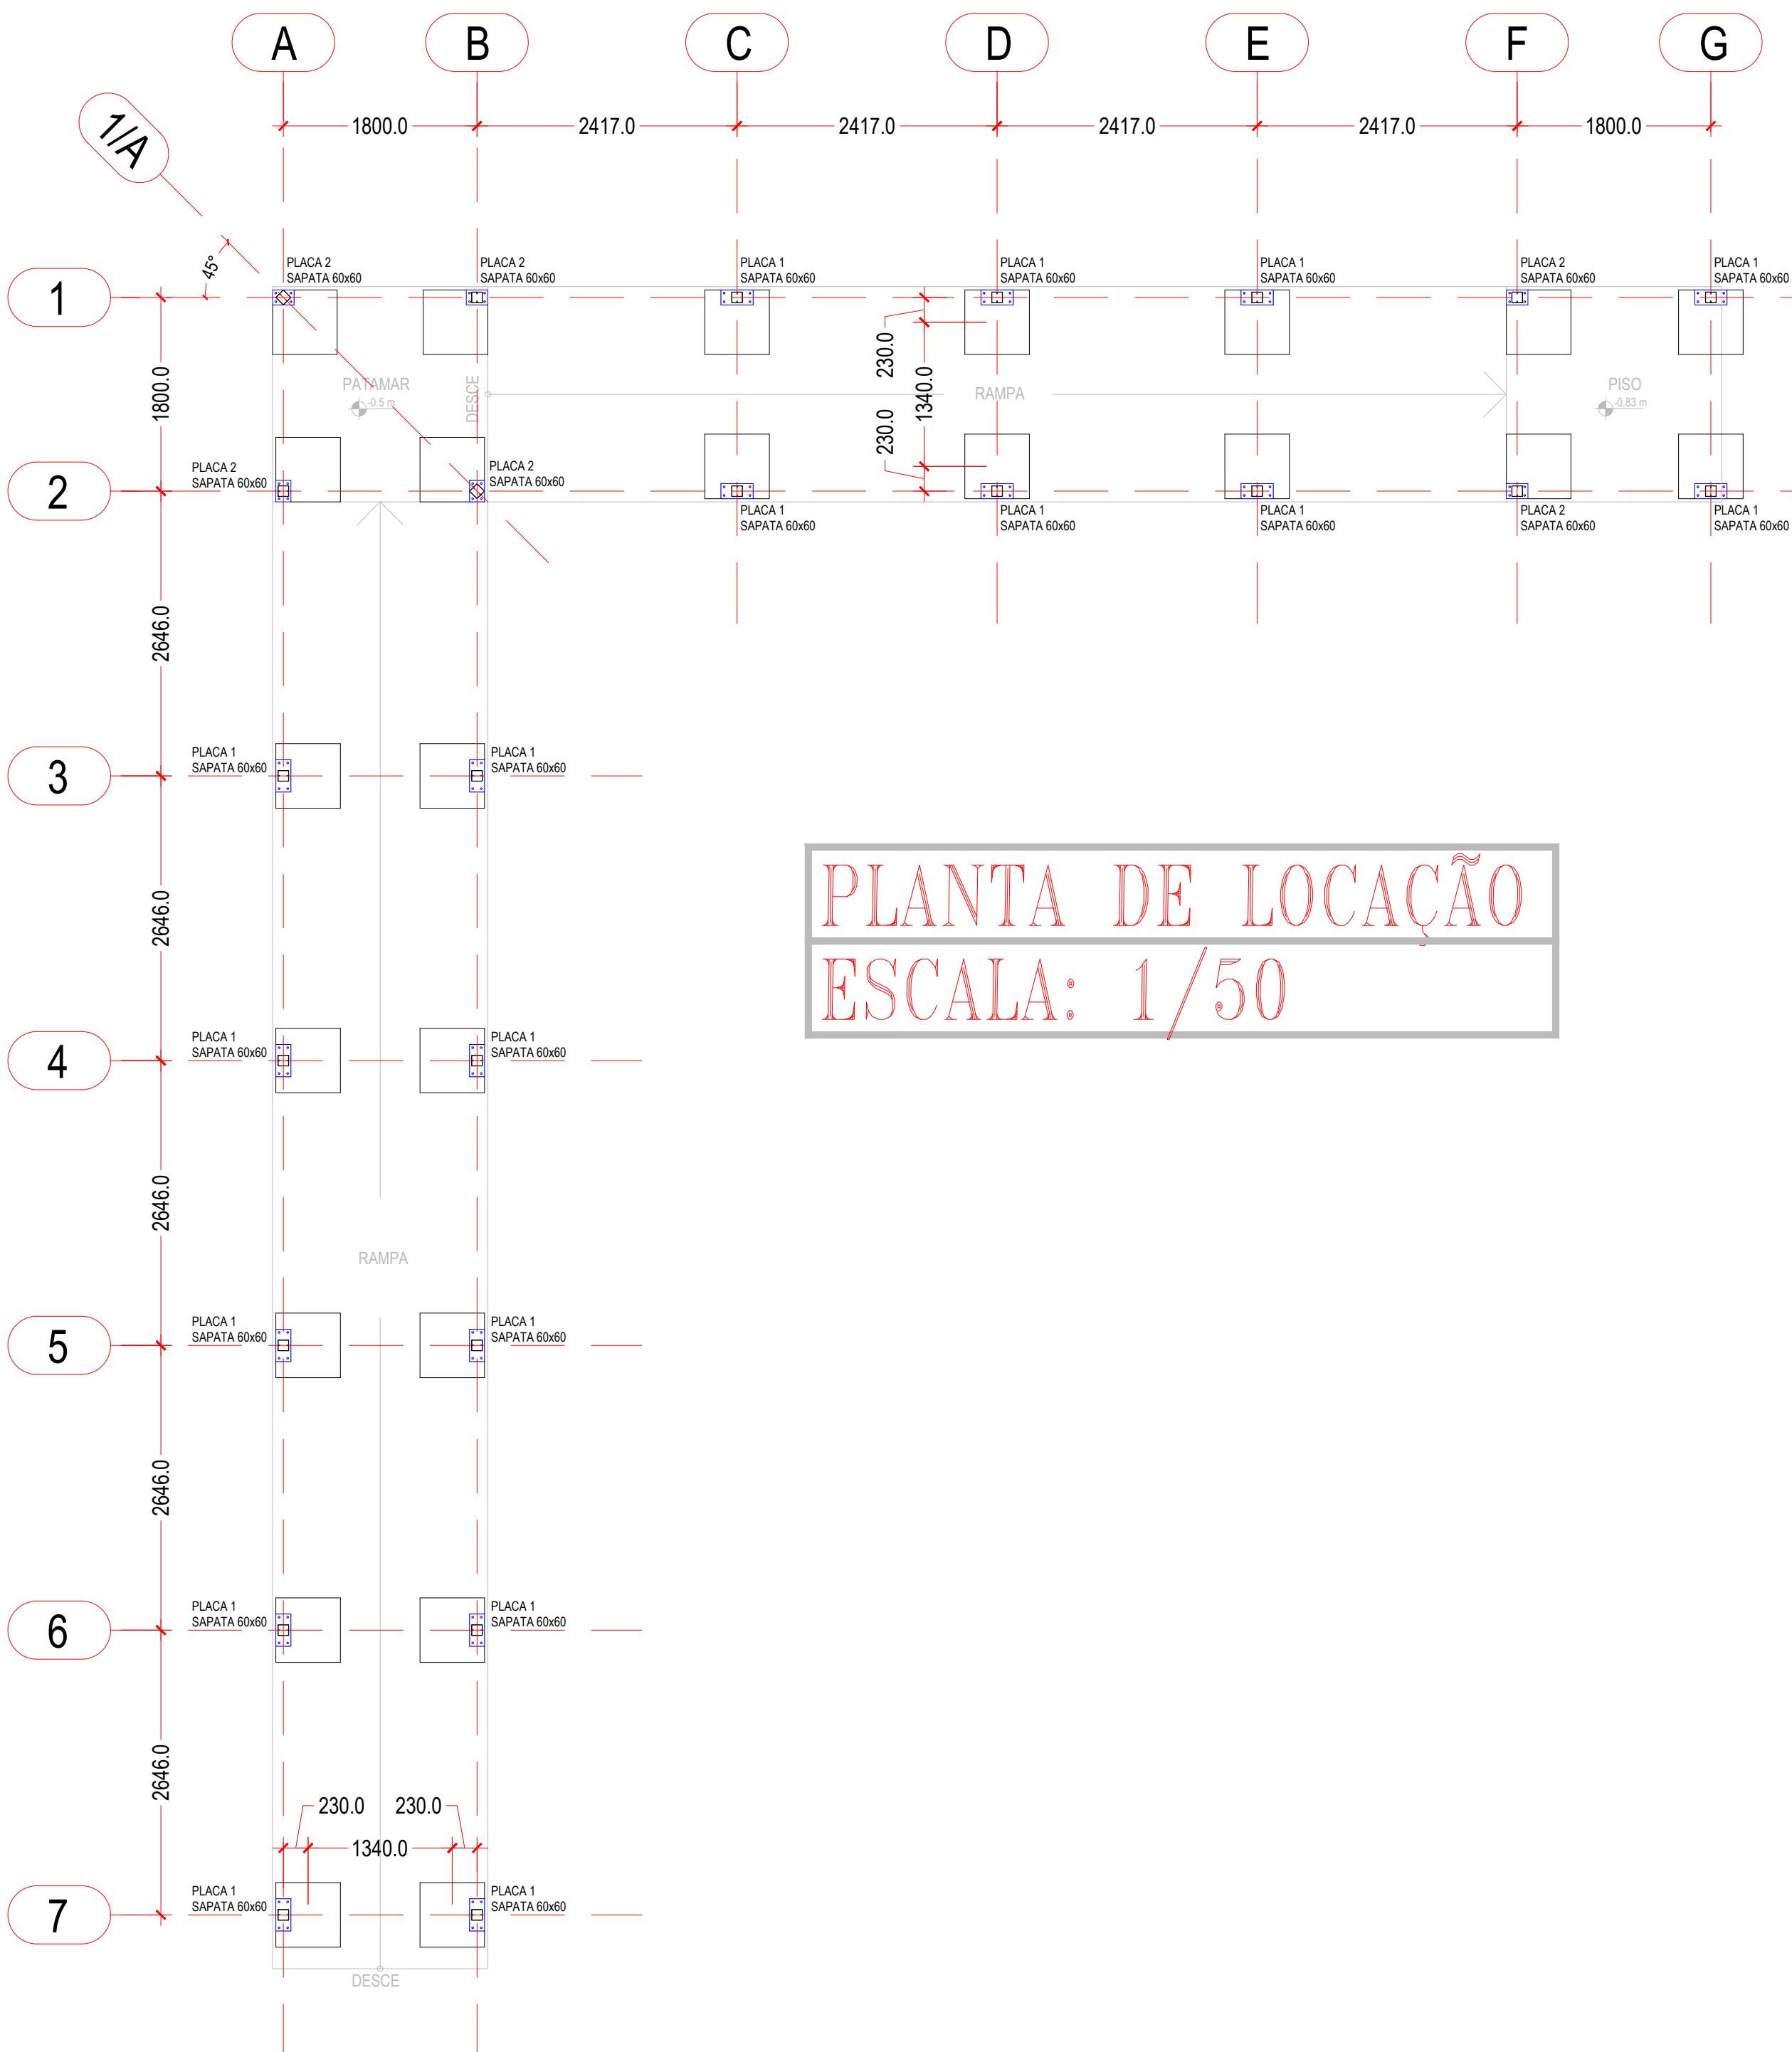 A
B
C
D
E
F
G
1800.0
2417.0
2417.0
2417.0
2417.0
1800.0
1/A
45°
PLACA 2
SAPATA 60x60
PLACA 2
SAPATA 60x60
PLACA 1
SAPATA 60x60
PLACA 1
SAPATA 60x60
PLACA 1
SAPATA 60x60
PLACA 2
SAPATA 60x60
PLACA 1
SAPATA 60x60
1
1800.0
PATAMAR
-0.5 m
DESCE
230.0
1340.0
230.0
RAMPA
PISO
-0.83 m
2
PLACA 2
SAPATA 60x60
PLACA 2
SAPATA 60x60
PLACA 1
SAPATA 60x60
PLACA 1
SAPATA 60x60
PLACA 1
SAPATA 60x60
PLACA 2
SAPATA 60x60
PLACA 1
SAPATA 60x60
2646.0
3
PLACA 1
SAPATA 60x60
PLACA 1
SAPATA 60x60
PLANTA DE LOCAÇÃO
ESCALA: 1/50
2646.0
4
PLACA 1
SAPATA 60x60
PLACA 1
SAPATA 60x60
2646.0
RAMPA
5
PLACA 1
SAPATA 60x60
PLACA 1
SAPATA 60x60
2646.0
6
PLACA 1
SAPATA 60x60
PLACA 1
SAPATA 60x60
2646.0
230.0
230.0
1340.0
7
PLACA 1
SAPATA 60x60
PLACA 1
SAPATA 60x60
DESCE